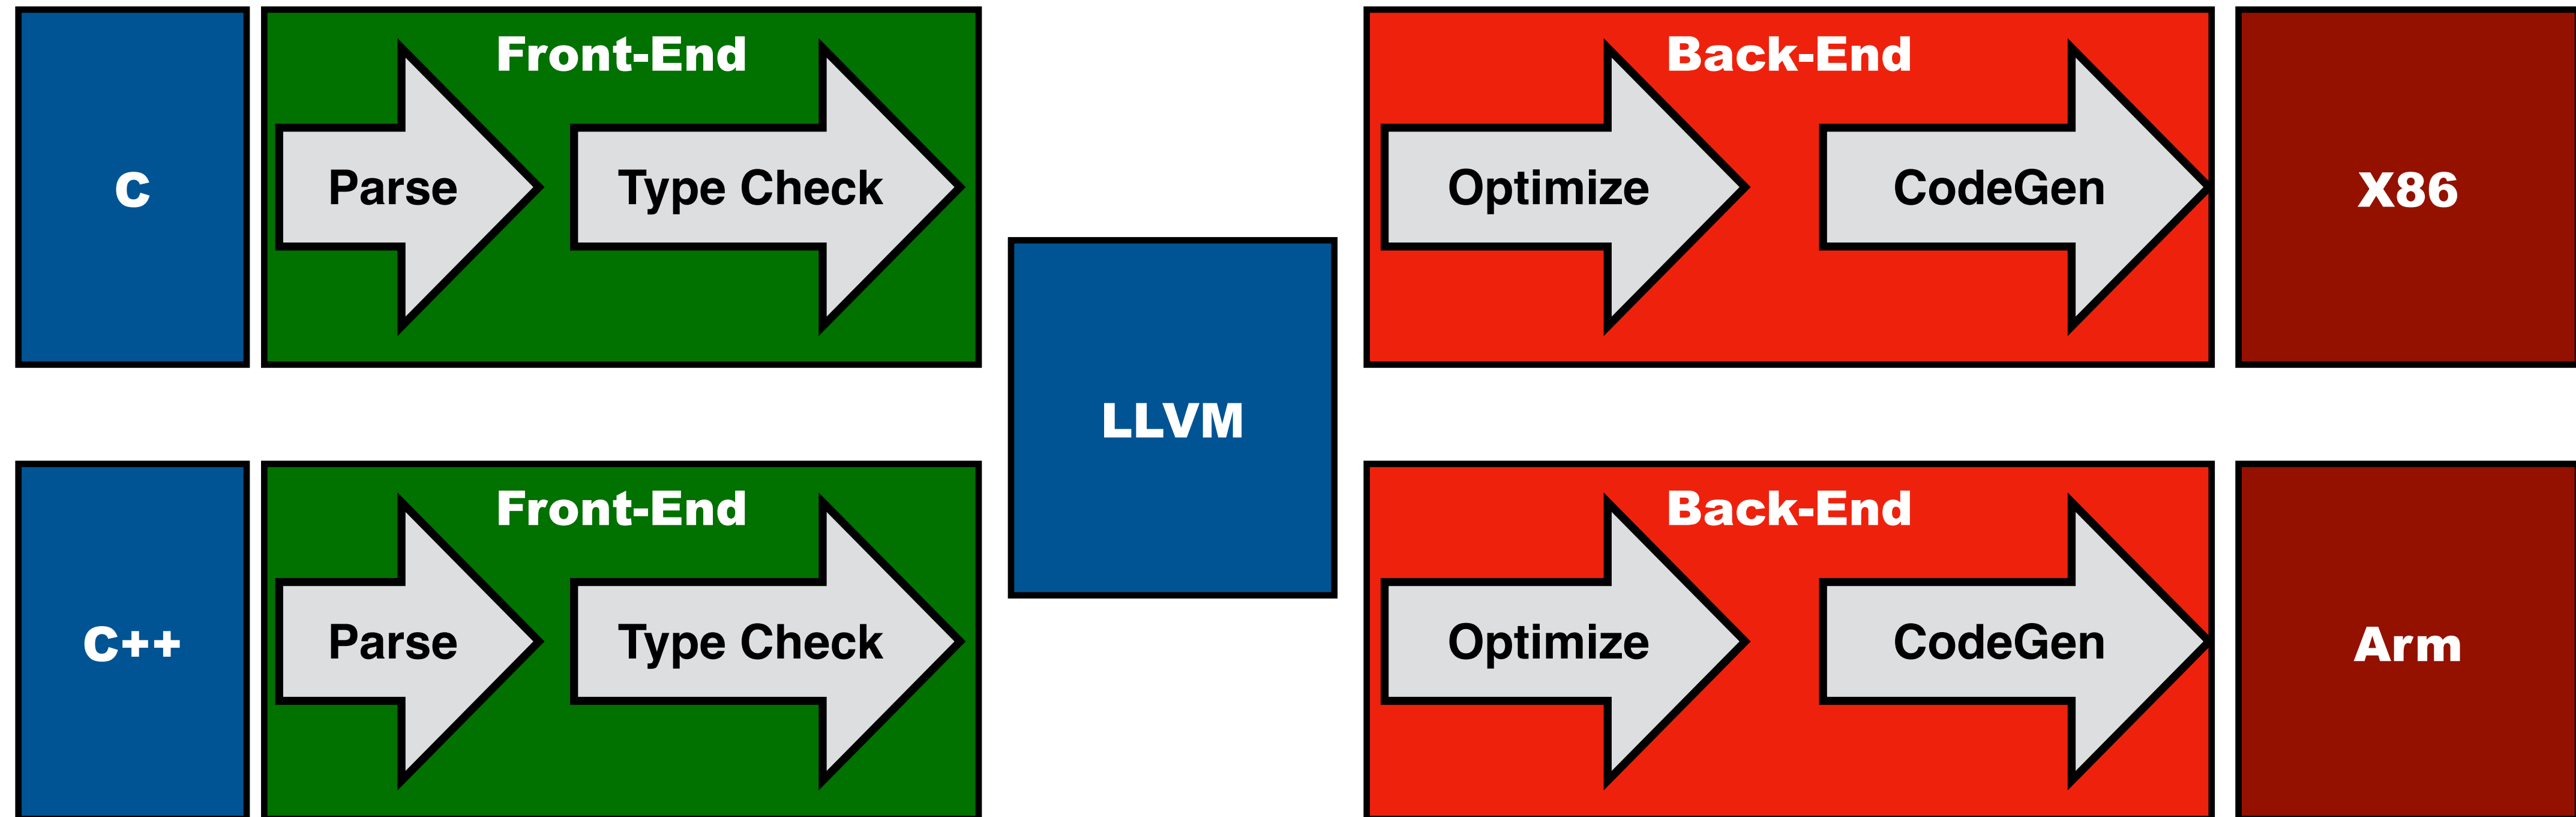 C
Front-End
Parse
Type Check
Back-End
Optimize
CodeGen
X86
LLVM
C++
Front-End
Parse
Type Check
Back-End
Optimize
CodeGen
Arm